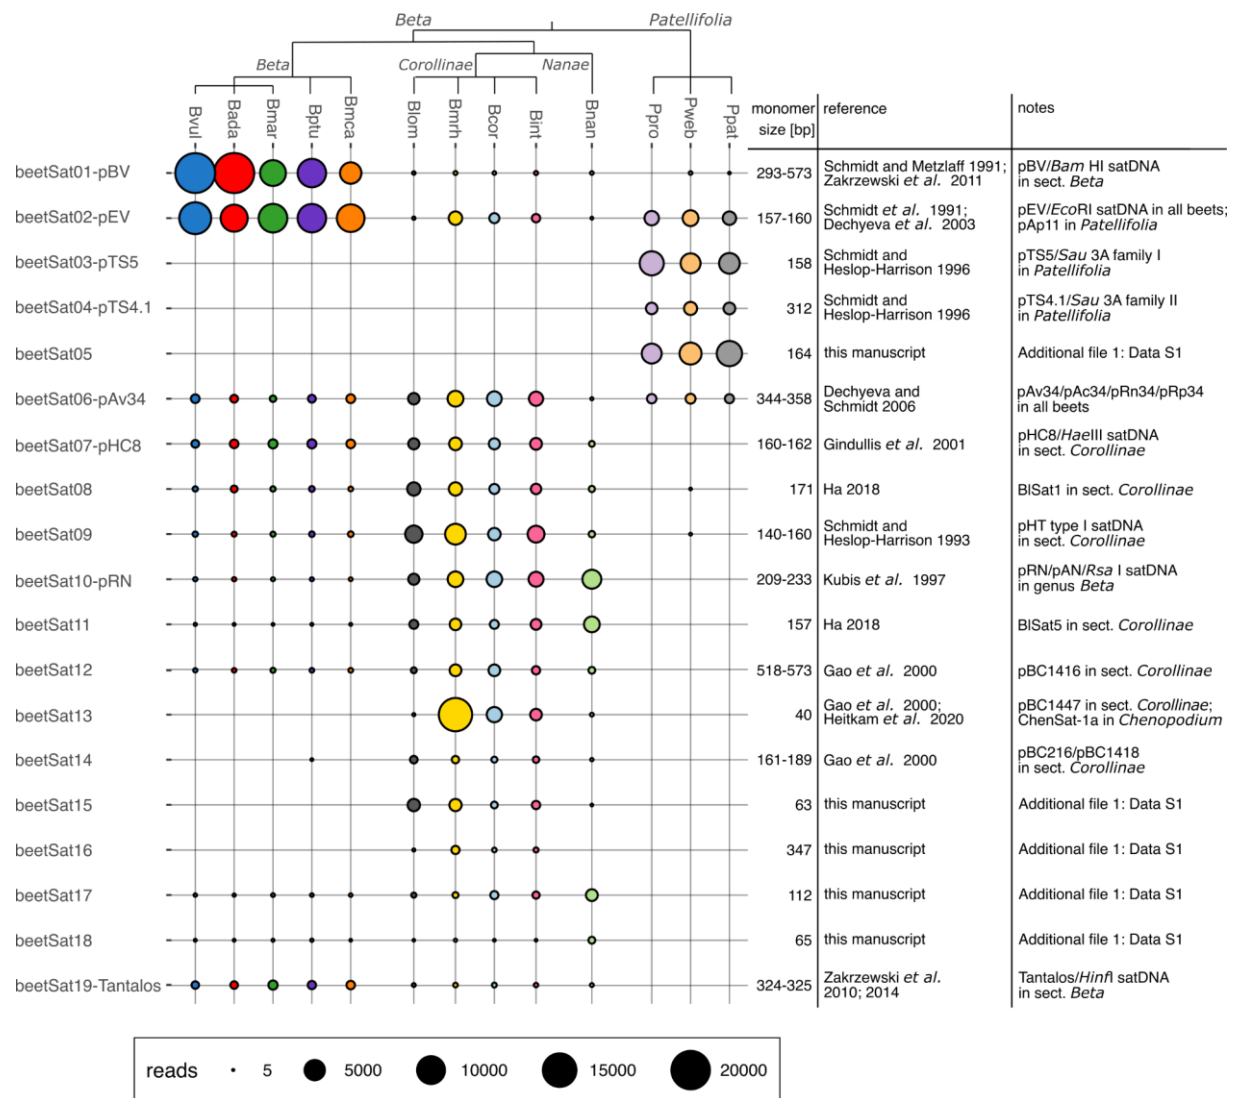 Beta Patellifolia
Beta Corollinae Nanae
Bvul Bada Bmar Bptu Bmca Blom Bmrh Bcor Bint Bnan Ppro Pweb Ppat
monomer size [bp] reference notes
beetSat01-pBV 293-573 Schmidt and Metzlaff 1991; Zakrzewski et al. 2011 pBV/Bam HI satDNA in sect. Beta
beetSat02-pEV 157-160 Schmidt et al. 1991; Dechyeva et al. 2003 pEV/EcoRI satDNA in all beets; pAp11 in Patellifolia
beetSat03-pTS5 158 Schmidt and Heslop-Harrison 1996 pTS5/Sau 3A family I in Patellifolia
beetSat04-pTS4.1 312 Schmidt and Heslop-Harrison 1996 pTS4.1/Sau 3A family II in Patellifolia
beetSat05 164 this manuscript Additional file 1: Data S1
beetSat06-pAv34 344-358 Dechyeva and Schmidt 2006 pAv34/pAc34/pRn34/pRp34 in all beets
beetSat07-pHC8 160-162 Gindullis et al. 2001 pHC8/HaeIII satDNA in sect. Corollinae
beetSat08 171 Ha 2018 BlSat1 in sect. Corollinae
beetSat09 140-160 Schmidt and Heslop-Harrison 1993 pHT type I satDNA in sect. Corollinae
beetSat10-pRN 209-233 Kubis et al. 1997 pRN/pAN/Rsa I satDNA in genus Beta
beetSat11 157 Ha 2018 BlSat5 in sect. Corollinae
beetSat12 518-573 Gao et al. 2000 pBC1416 in sect. Corollinae
beetSat13 40 Gao et al. 2000; Heitkam et al. 2020 pBC1447 in sect. Corollinae; ChenSat-1a in Chenopodium
beetSat14 161-189 Gao et al. 2000 pBC216/pBC1418 in sect. Corollinae
beetSat15 63 this manuscript Additional file 1: Data S1
beetSat16 347 this manuscript Additional file 1: Data S1
beetSat17 112 this manuscript Additional file 1: Data S1
beetSat18 65 this manuscript Additional file 1: Data S1
beetSat19-Tantalos 324-325 Zakrzewski et al. 2010; 2014 Tantalos/HinfI satDNA in sect. Beta
reads 5 5000 10000 15000 20000